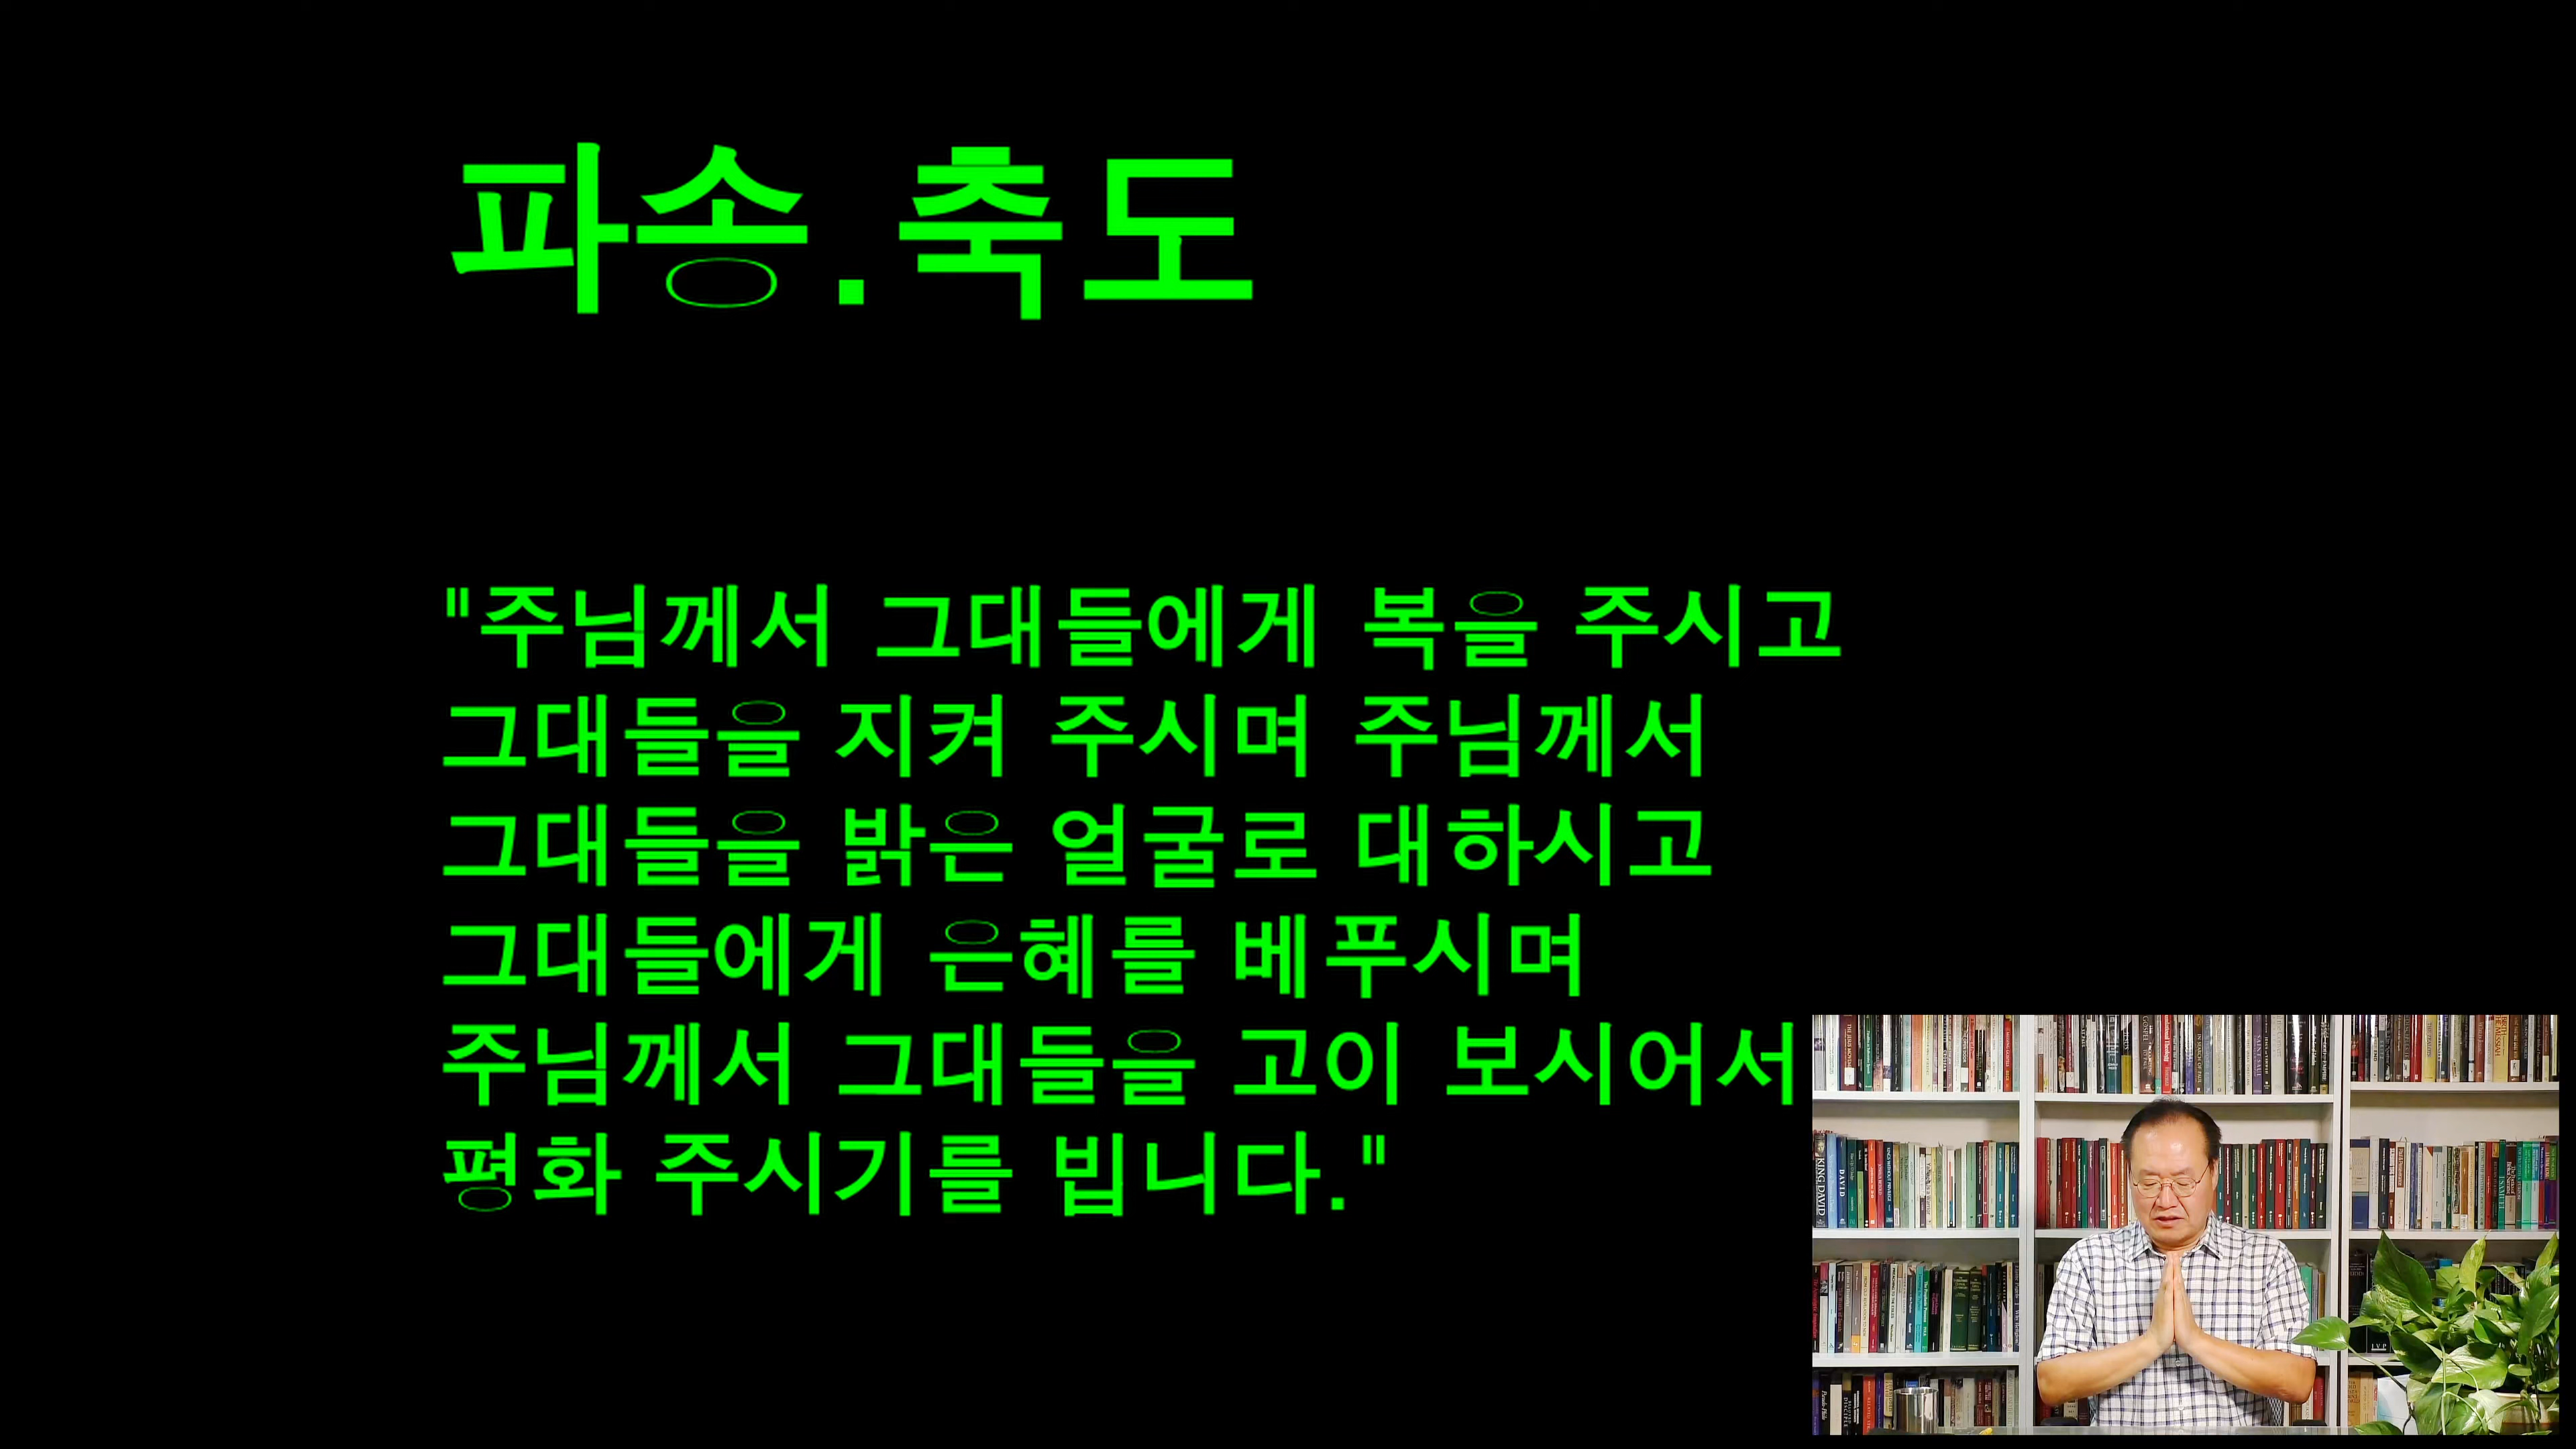 파송.축도
"주님께서 그대들에게 복을 주시고
그대들을 지켜 주시며 주님께서
그대들을 밝은 얼굴로 대하시고
그대들에게 은혜를 베푸시며
주님께서 그대들을 고이 보시어서
평화 주시기를 빕니다."
KING DAVID
DAVID